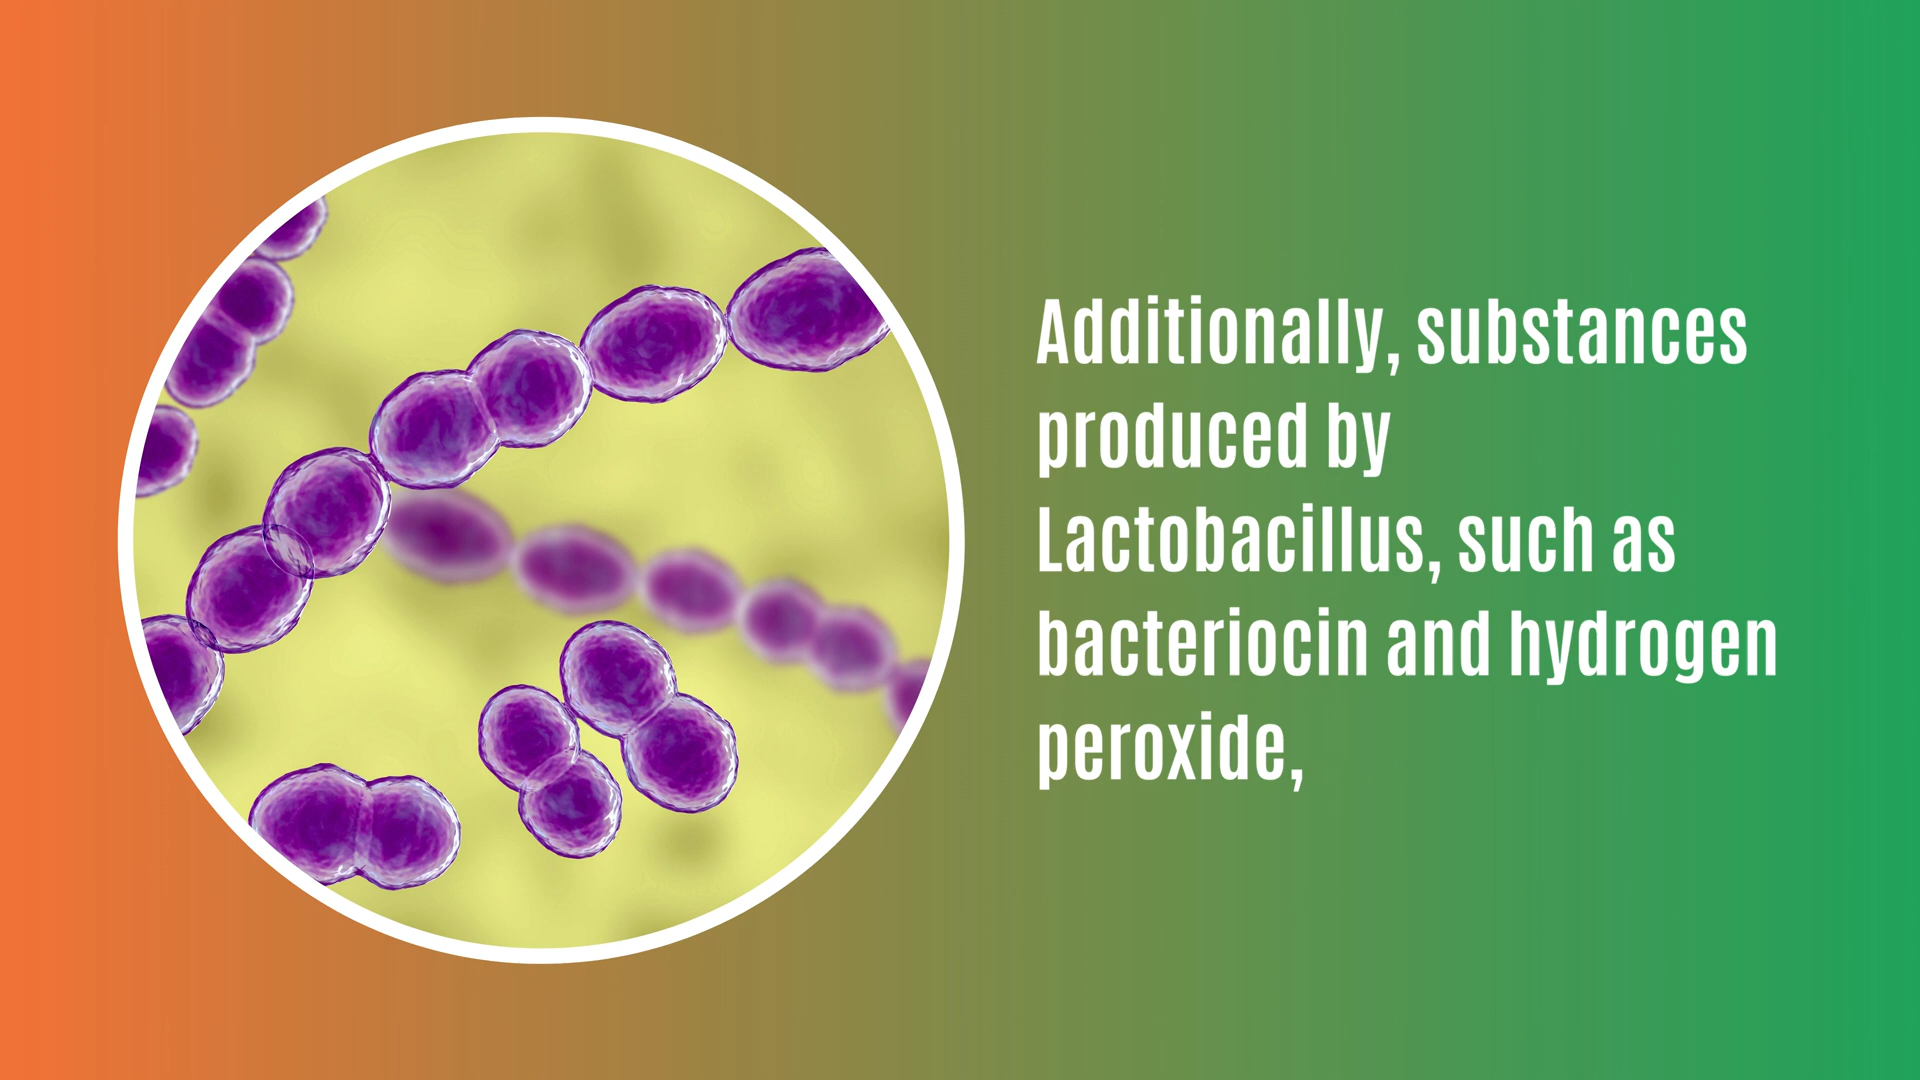 Additionally, substances
produced by
Lactobacillus, such as
bacteriocin and hydrogen
peroxide,